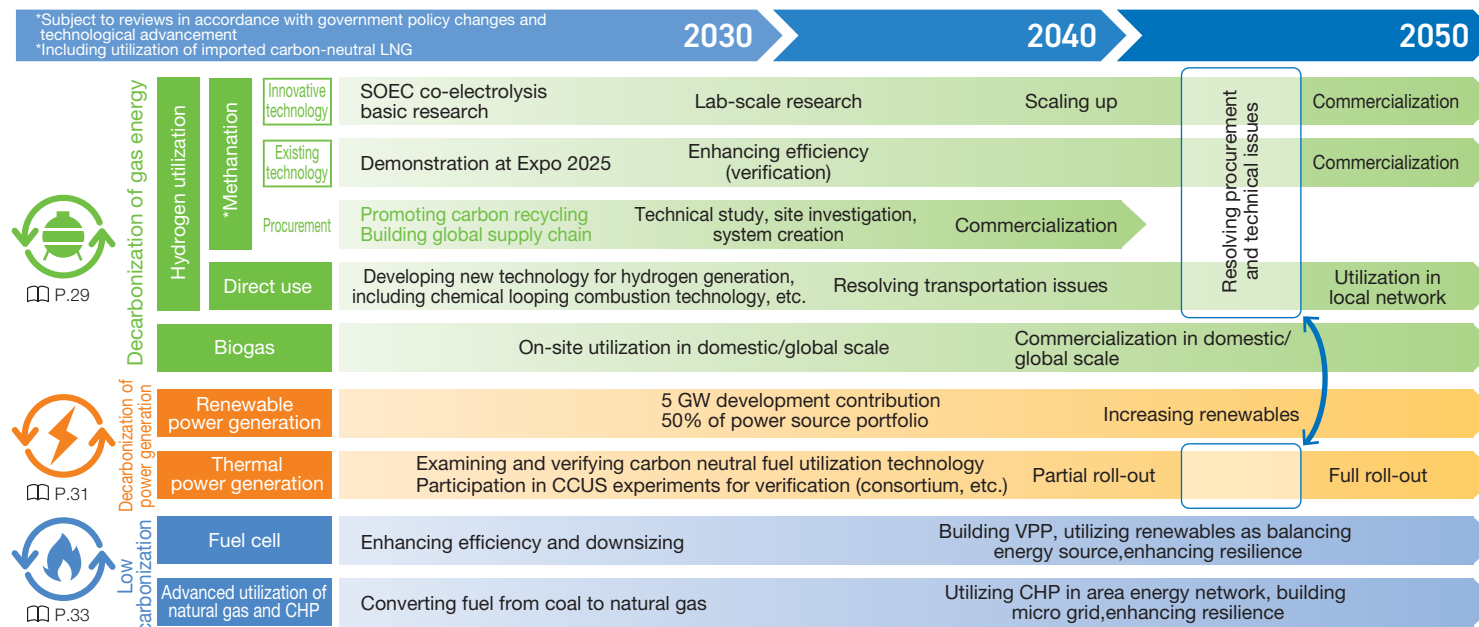 *Subject to reviews in accordance with government policy changes and
technological advancement
*Including utilization of imported carbon-neutral LNG
2030
2040
2050
Decarbonization of gas energy
P.29
Hydrogen utilization
*Methanation
Innovative
technology
SOEC co-electrolysis
basic research
Lab-scale research
Scaling up
Commercialization
Existing
technology
Demonstration at Expo 2025
Enhancing efficiency
(verification)
Commercialization
Procurement
Promoting carbon recycling
Building global supply chain
Technical study, site investigation,
system creation
Commercialization
Resolving procurement
and technical issues
Direct use
Developing new technology for hydrogen generation,
including chemical looping combustion technology, etc.
Resolving transportation issues
Utilization in
local network
Biogas
On-site utilization in domestic/global scale
Commercialization in domestic/
global scale
Decarbonization of
power generation
P.31
Renewable
power generation
5 GW development contribution
50% of power source portfolio
Increasing renewables
Thermal
power generation
Examining and verifying carbon neutral fuel utilization technology
Participation in CCUS experiments for verification (consortium, etc.)
Partial roll-out
Full roll-out
Low
carbonization
P.33
Fuel cell
Enhancing efficiency and downsizing
Building VPP, utilizing renewables as balancing
energy source,enhancing resilience
Advanced utilization of
natural gas and CHP
Converting fuel from coal to natural gas
Utilizing CHP in area energy network, building
micro grid,enhancing resilience